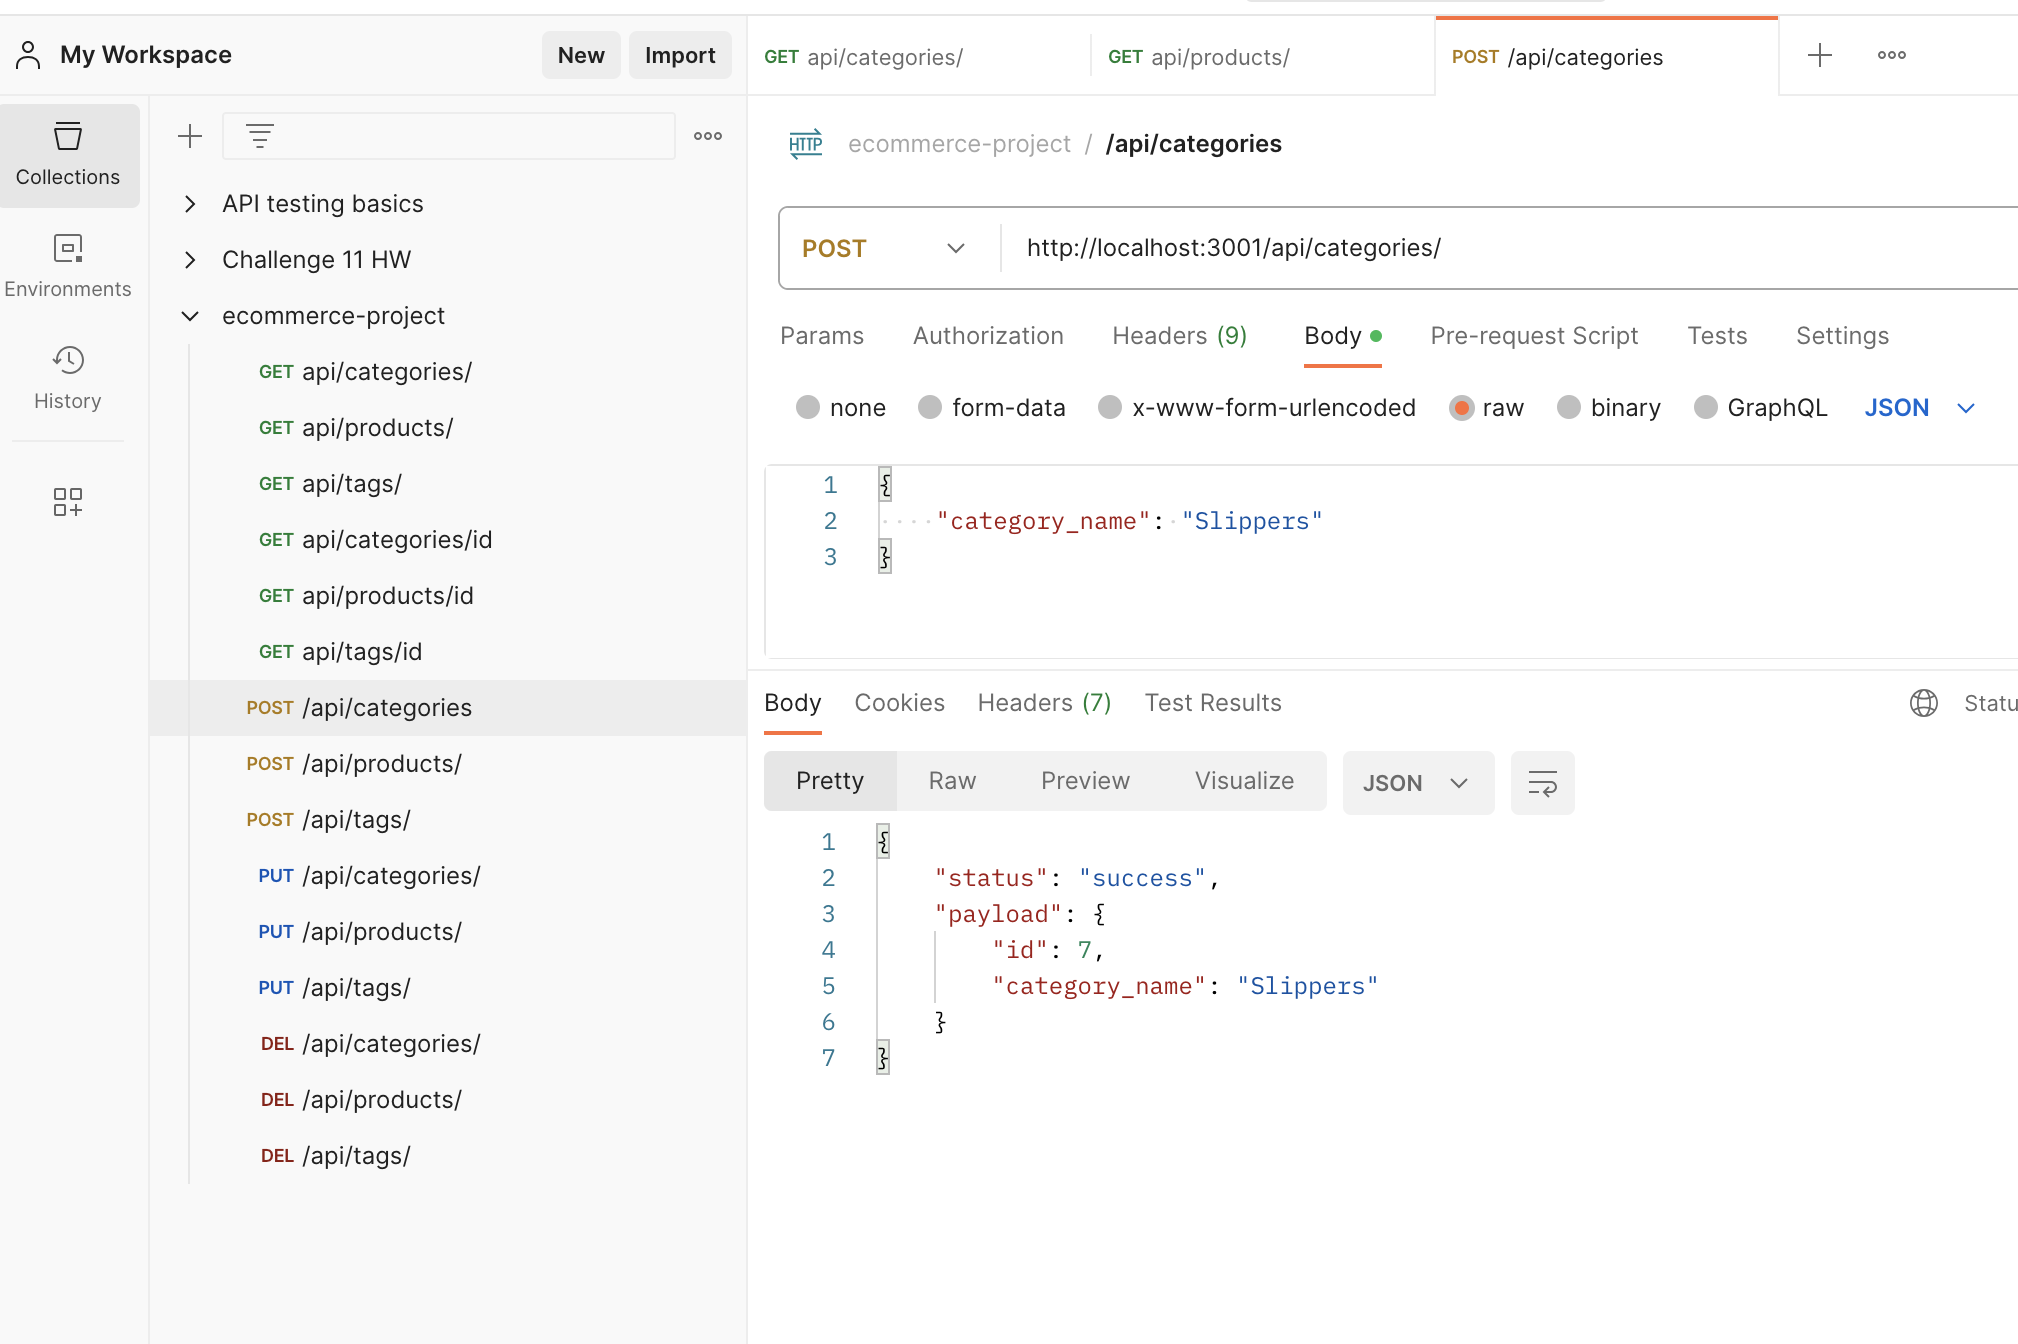 My Workspace
New
Import
GET api/categories/
GET api/products/
POST /api/categories
Collections
Environments
History
API testing basics
Challenge 11 HW
ecommerce-project
GET api/categories/
GET api/products/
GET api/tags/
GET api/categories/id
GET api/products/id
GET api/tags/id
POST /api/categories
POST /api/products/
POST /api/tags/
PUT /api/categories/
PUT /api/products/
PUT /api/tags/
DEL /api/categories/
DEL /api/products/
DEL /api/tags/
HTTP ecommerce-project / /api/categories
POST http://localhost:3001/api/categories/
Params Authorization Headers (9) Body Pre-request Script Tests Settings
none form-data x-www-form-urlencoded raw binary GraphQL JSON
1 {
2 "category_name": "Slippers"
3 }
Body Cookies Headers (7) Test Results Statu
Pretty Raw Preview Visualize JSON
1 {
2 "status": "success",
3 "payload": {
4 "id": 7,
5 "category_name": "Slippers"
6 }
7 }